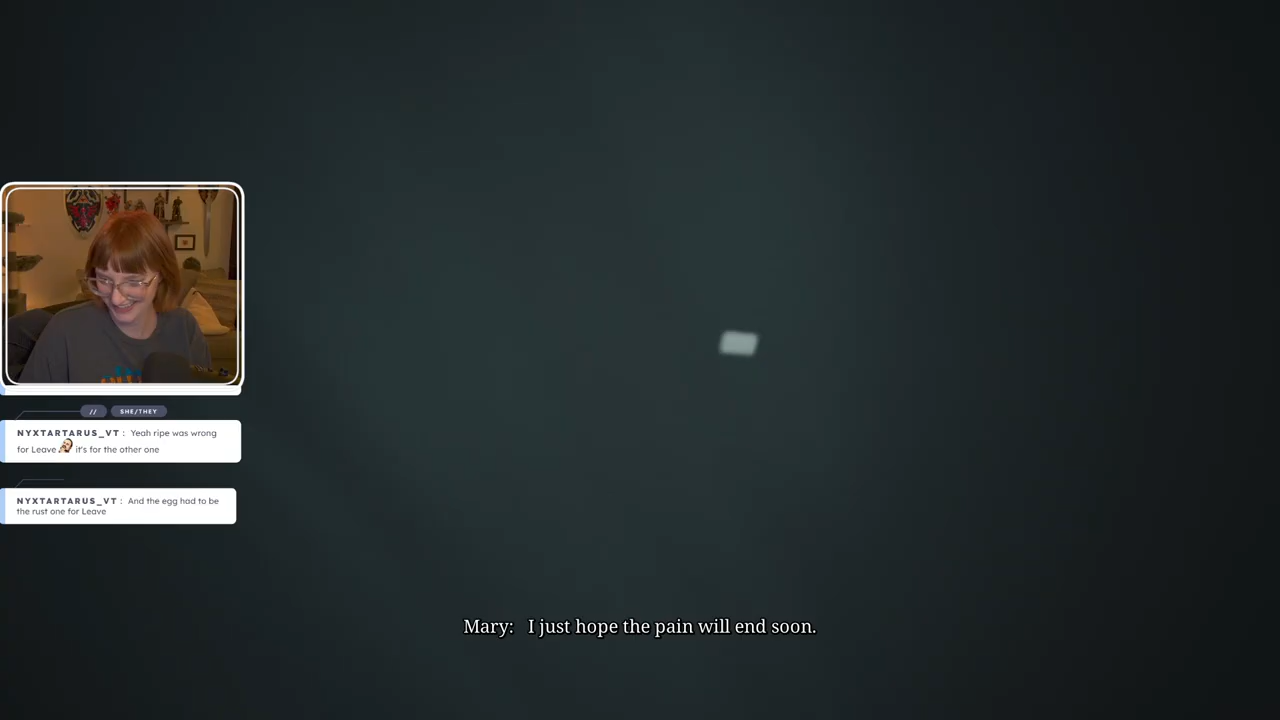 // SHE/THEY
NYXTARTARUS_VT : Yeah ripe was wrong
for Leave it's for the other one
NYXTARTARUS_VT : And the egg had to be
the rust one for Leave
Mary: I just hope the pain will end soon.